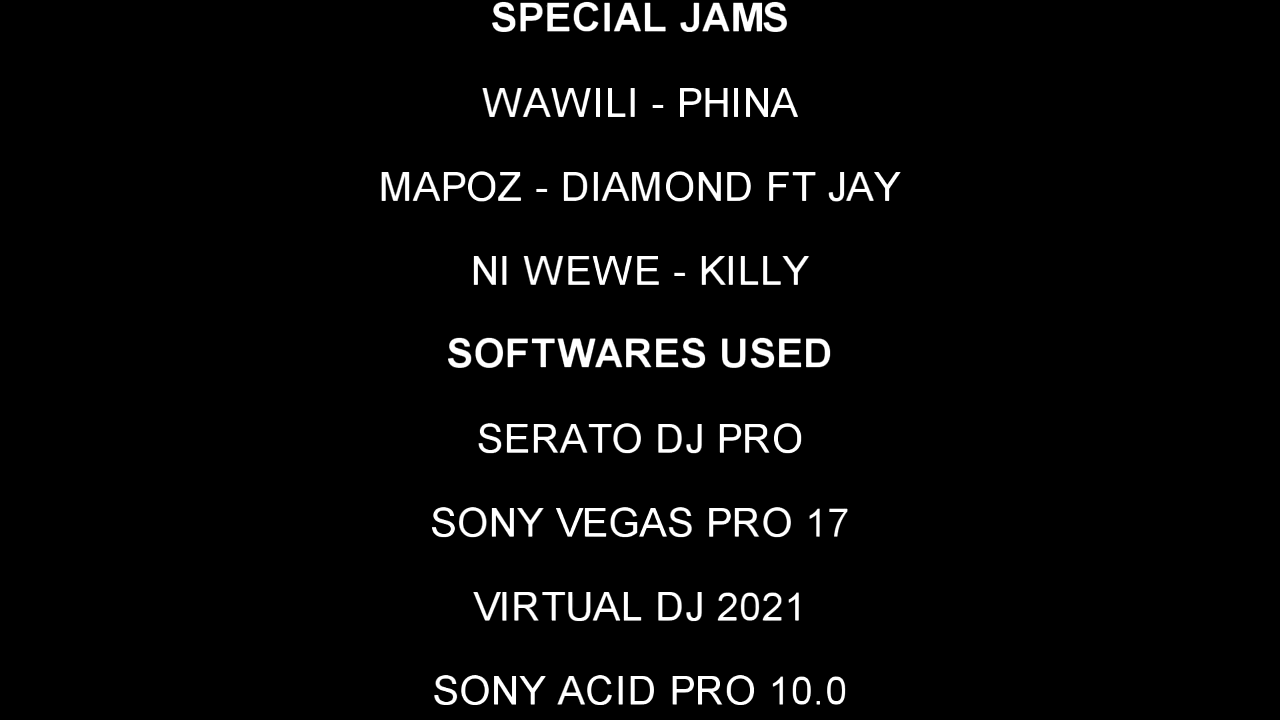 SPECIAL JAMS
WAWILI - PHINA
MAPOZ - DIAMOND FT JAY
NI WEWE - KILLY
SOFTWARES USED
SERATO DJ PRO
SONY VEGAS PRO 17
VIRTUAL DJ 2021
SONY ACID PRO 10.0